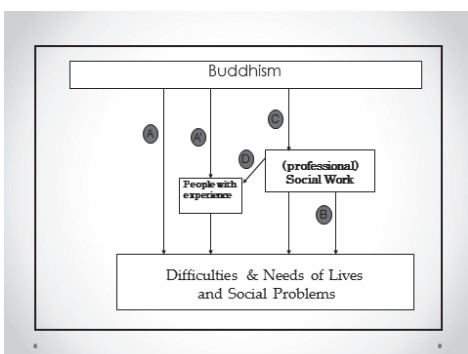 Buddhism
A
A'
C
D
(professional)
Social Work
People with
experience
B
Difficulties & Needs of Lives
and Social Problems